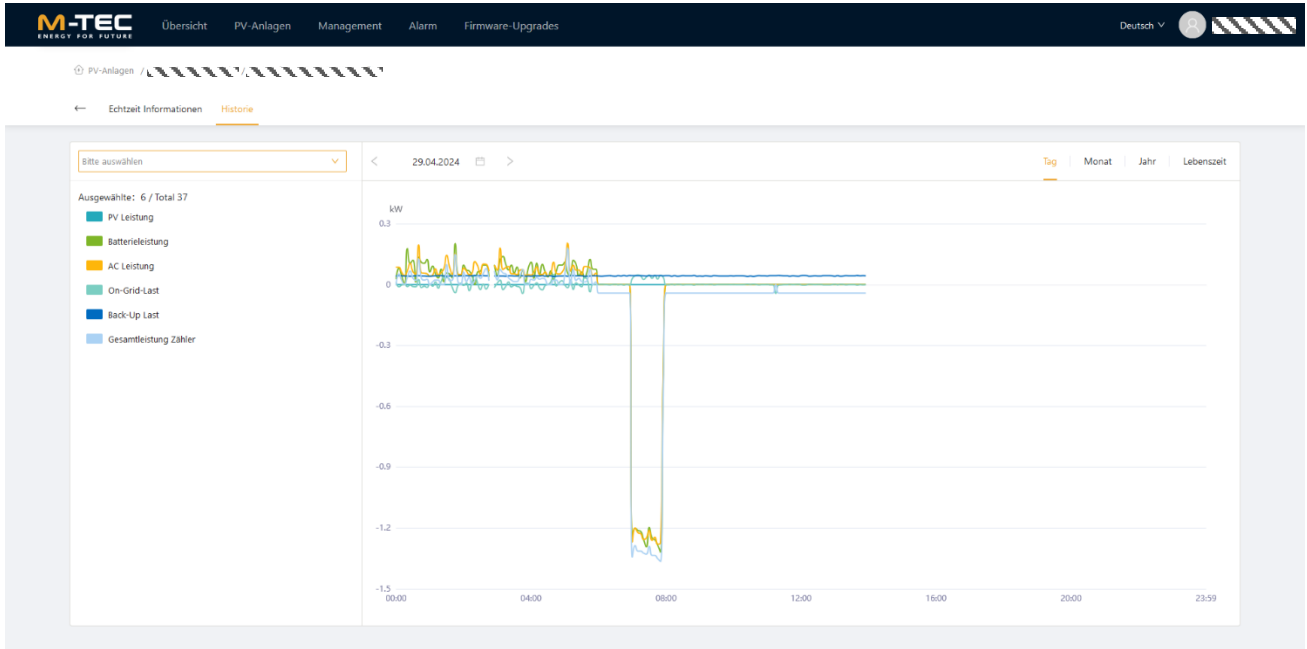 M-TEC Übersicht PV-Anlagen Management Alarm Firmware-Upgrades Deutsch
ENERGY FOR FUTURE
PV-Anlagen / /
← Echtzeit Informationen Historie
Bitte auswählen
< 29.04.2024 >
Tag Monat Jahr Lebenszeit
Ausgewählte: 6 / Total 37
PV Leistung
Batterieleistung
AC Leistung
On-Grid-Last
Back-Up Last
Gesamtleistung Zähler
kW
0.3
0
-0.3
-0.6
-0.9
-1.2
-1.5
00:00 04:00 08:00 12:00 16:00 20:00 23:59